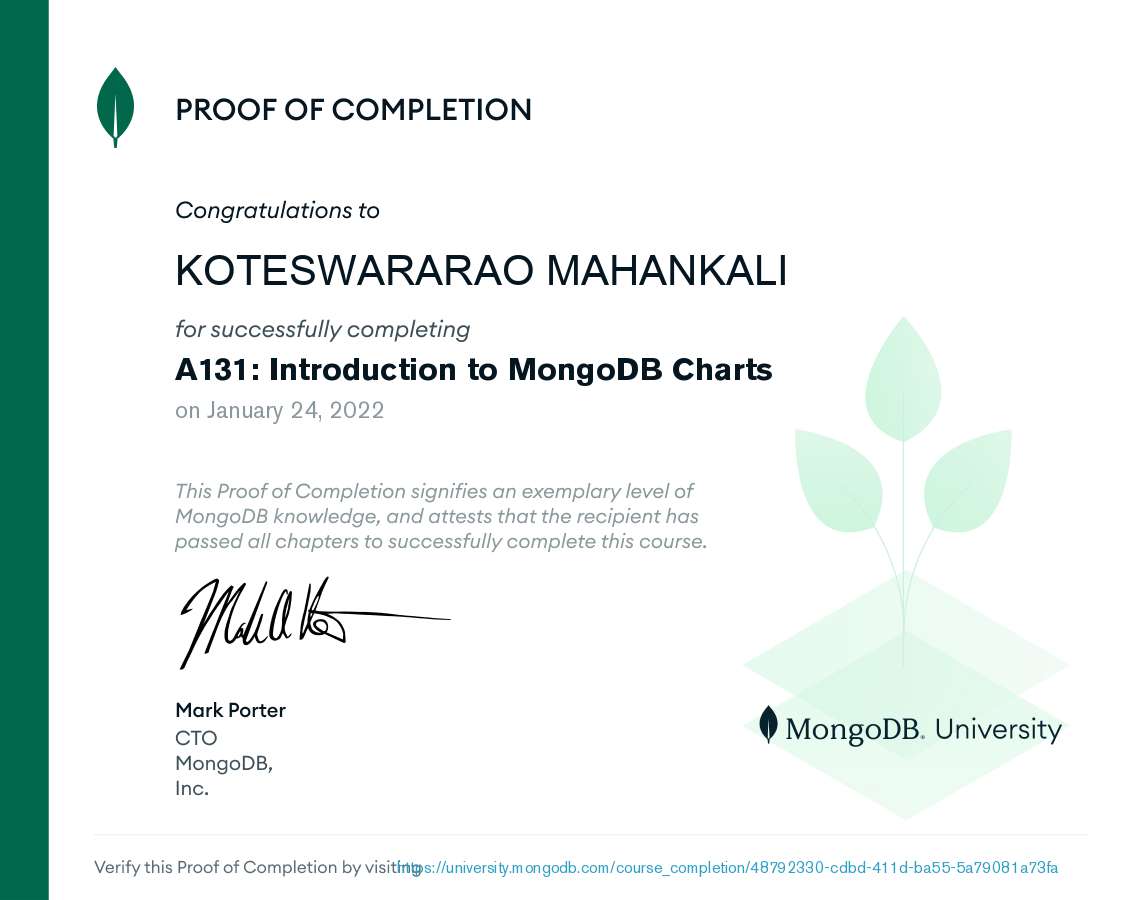 PROOF OF COMPLETION
Congratulations to
KOTESWARARAO MAHANKALI
for successfully completing
A131: Introduction to MongoDB Charts
on January 24, 2022
This Proof of Completion signifies an exemplary level of
MongoDB knowledge, and attests that the recipient has
passed all chapters to successfully complete this course.
Mark Porter
CTO
MongoDB,
Inc.
MongoDB. University
Verify this Proof of Completion by visiting https://university.mongodb.com/course_completion/48792330-cdbd-411d-ba55-5a79081a73fa